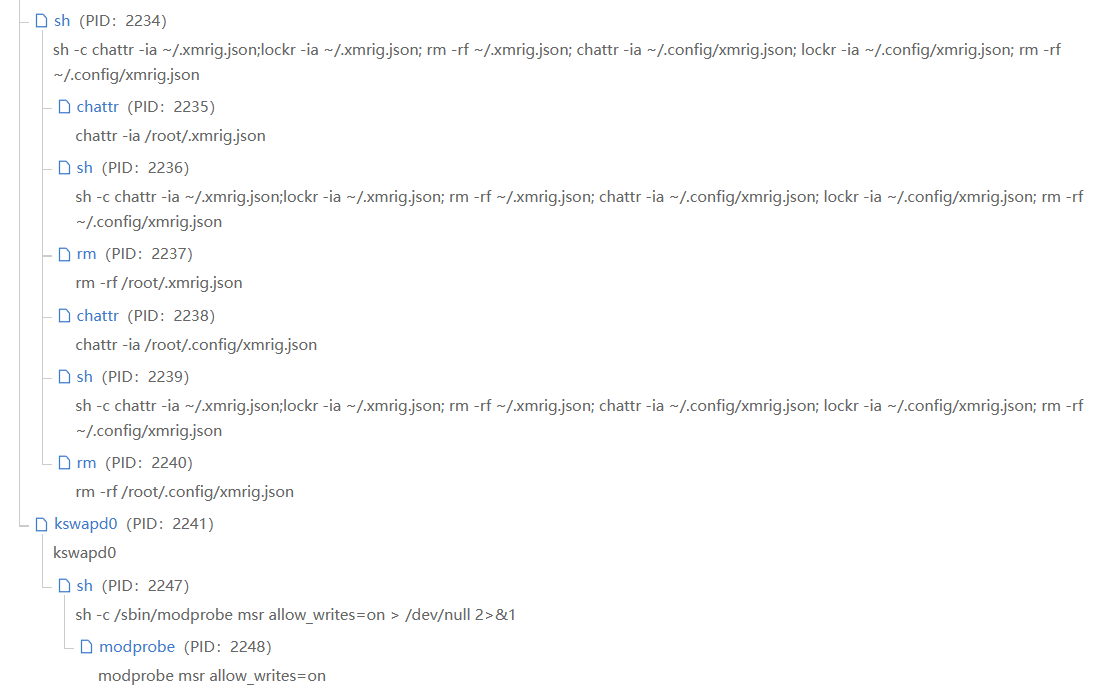 sh (PID：2234)
sh -c chattr -ia ~/.xmrig.json;lockr -ia ~/.xmrig.json; rm -rf ~/.xmrig.json; chattr -ia ~/.config/xmrig.json; lockr -ia ~/.config/xmrig.json; rm -rf
~/.config/xmrig.json
chattr (PID：2235)
chattr -ia /root/.xmrig.json
sh (PID：2236)
sh -c chattr -ia ~/.xmrig.json;lockr -ia ~/.xmrig.json; rm -rf ~/.xmrig.json; chattr -ia ~/.config/xmrig.json; lockr -ia ~/.config/xmrig.json; rm -rf
~/.config/xmrig.json
rm (PID：2237)
rm -rf /root/.xmrig.json
chattr (PID：2238)
chattr -ia /root/.config/xmrig.json
sh (PID：2239)
sh -c chattr -ia ~/.xmrig.json;lockr -ia ~/.xmrig.json; rm -rf ~/.xmrig.json; chattr -ia ~/.config/xmrig.json; lockr -ia ~/.config/xmrig.json; rm -rf
~/.config/xmrig.json
rm (PID：2240)
rm -rf /root/.config/xmrig.json
kswapd0 (PID：2241)
kswapd0
sh (PID：2247)
sh -c /sbin/modprobe msr allow_writes=on > /dev/null 2>&1
modprobe (PID：2248)
modprobe msr allow_writes=on